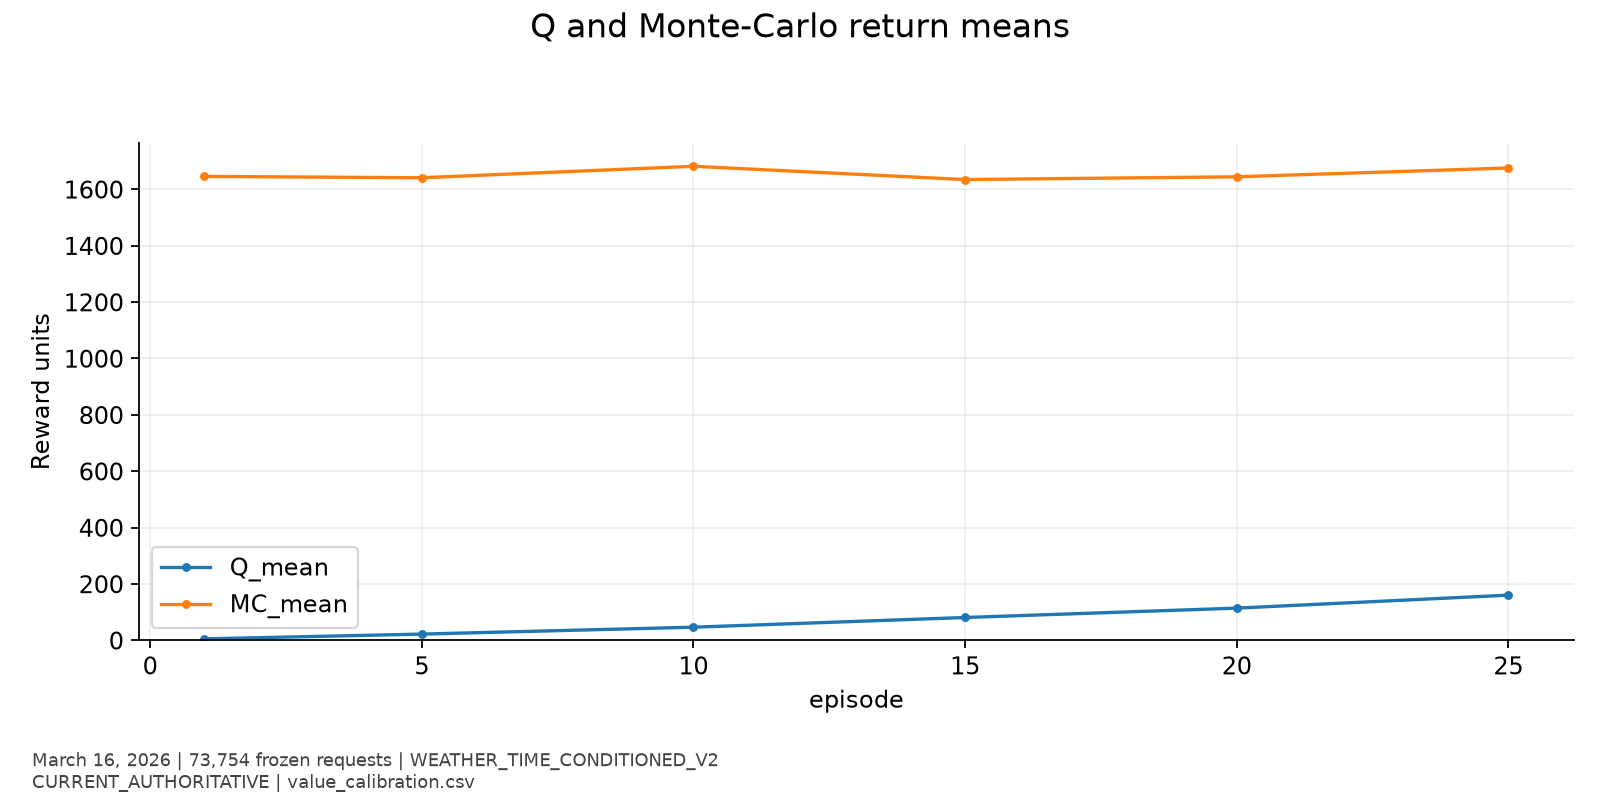 Q and Monte-Carlo return means
Reward units
1600
1400
1200
1000
800
600
400
200
0
Q_mean
MC_mean
0 5 10 15 20 25
episode
March 16, 2026 | 73,754 frozen requests | WEATHER_TIME_CONDITIONED_V2
CURRENT_AUTHORITATIVE | value_calibration.csv